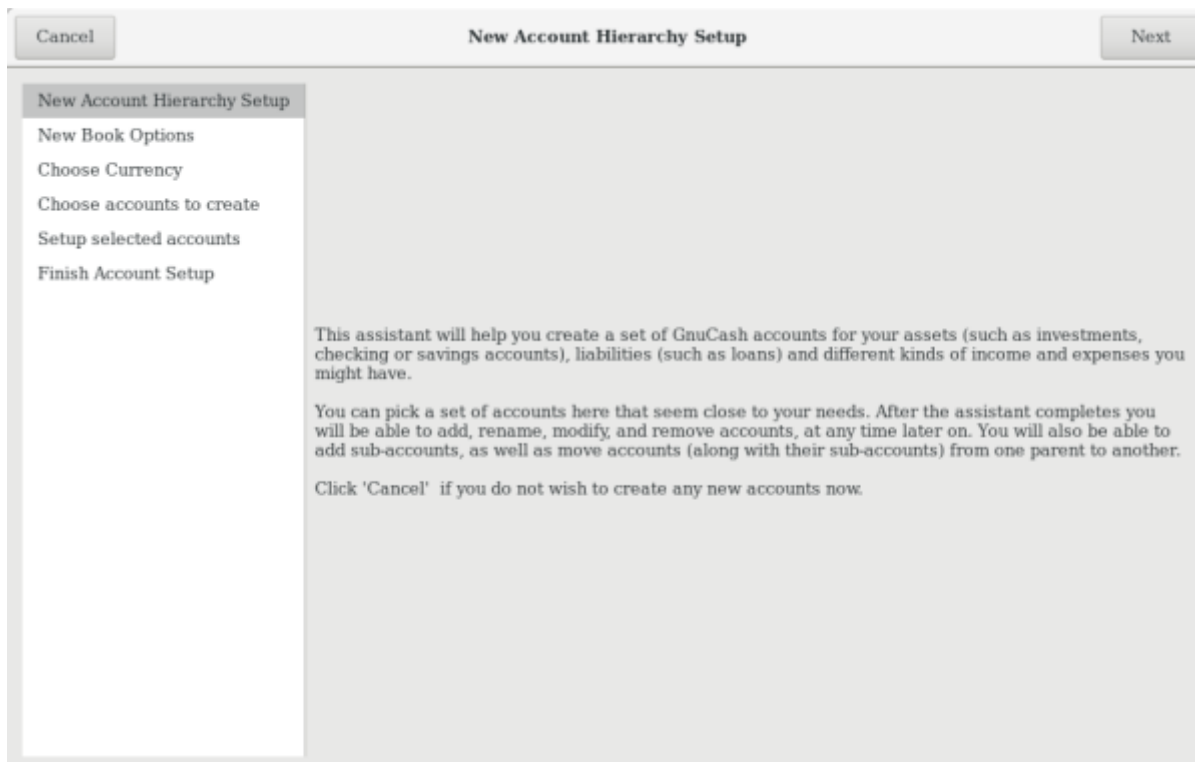 Cancel
New Account Hierarchy Setup
Next
New Account Hierarchy Setup
New Book Options
Choose Currency
Choose accounts to create
Setup selected accounts
Finish Account Setup
This assistant will help you create a set of GnuCash accounts for your assets (such as investments,
checking or savings accounts), liabilities (such as loans) and different kinds of income and expenses you
might have.
You can pick a set of accounts here that seem close to your needs. After the assistant completes you
will be able to add, rename, modify, and remove accounts, at any time later on. You will also be able to
add sub-accounts, as well as move accounts (along with their sub-accounts) from one parent to another.
Click 'Cancel'  if you do not wish to create any new accounts now.